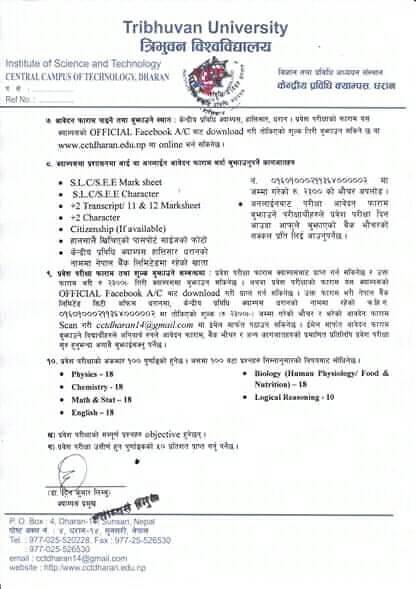 Tribhuvan University
त्रिभुवन विश्वविद्यालय
Institute of Science and Technology
CENTRAL CAMPUS OF TECHNOLOGY, DHARAN
विज्ञान तथा प्रविधि अध्ययन संस्थान
केन्द्रीय प्रविधि क्याम्पस, धरान
Ref No :
७ आवेदन फाराम पाइने तथा बुझाउने स्थान : केन्द्रीय प्रविधि क्याम्पस, हात्तिसार, धरान । प्रवेश परीक्षाको फाराम यस
क्याम्पसको OFFICIAL Facebook A/C बाट download गरी तोकिएको शुल्क तिरी बुझाउन सकिने छ वा
www.cctdharan.edu.np मा online भर्न सकिनेछ ।
८. क्याम्पसमा प्रशासनमा बाई वा अनलाईन आवेदन फाराम भर्दा बुझाउनुपर्ने कागजातहरु
S.L.C/S.E.E Mark sheet
S.L.C/S.E.E Character
+2 Transcript/ 11 & 12 Marksheet
+2 Character
Citizenship (If available)
हालसालै खिचिएको पासपोर्ट साईजको फोटो
केन्द्रीय प्रविधि क्याम्पस हात्तिसार धरानको
नाममा नेपाल बैंक लिमिटेडमा रहेको खाता
नं. ०१६०१०००२११३६४०००००२ मा
जम्मा गरेको रु. २३०० को भौचर अपलोड ।
अनलाईनबाट परीक्षा आवेदन फाराम
बुझाउने परीक्षार्थीहरुले प्रवेश परीक्षा दिन
आउदा आफूले बुझाएको बैंक भौचरको
सक्कल प्रति लिई आउनुपर्नेछ ।
९. प्रवेश परीक्षा फाराम तथा शुल्क बुझाउने सम्बन्धमा : प्रवेश परीक्षा फाराम क्याम्पसबाट प्राप्त गर्न सकिनेछ र उक्त
फाराम भरी रु २३००।- तिरी क्याम्पसमा बुझाउन सकिनेछ । अथवा प्रवेश परीक्षाको फाराम यस क्याम्पसको
OFFICIAL Facebook A/C बाट download गरी प्राप्त गर्न सकिनेछ । उक्त फाराम भरी नेपाल बैंक
लिमिटेड सिटी अफिस धरानमा, केन्द्रीय प्रविधि क्याम्पस धरानको नाममा रहेको
०१६०१०००२११३६४०००००२ मा तोकिएको शुल्क (रु २३००।-) जम्मा गरेको भौचर र भरेको आवेदन फाराम
Scan गरी cctdharan14@gmail.com मा ईमेल मार्फत पठाउन सकिनेछ । ईमेल मार्फत आवेदन फाराम
बुझाउने विद्यार्थीहरुले अनिवार्य रुपले आवेदन फाराम, बैंक भौचर र अन्य कागजातहरुको प्रमाणित प्रतिलिपि प्रवेश परीक्षा
शुरु हुनुभन्दा अगावै बुझाईसक्नु पर्नेछ ।
१०. प्रवेश परीक्षाको अंकभार १०० पूर्णाङ्कको हुनेछ । जसमा १०० वटा प्रश्नहरु निम्नानुसारको विषयबाट सोधिनेछ ।
Physics - 18
Chemistry - 18
Math & Stat – 18
English – 18
Biology (Human Physiology/ Food &
Nutrition) – 18
Logical Reasoning - 10
ख) प्रवेश परीक्षाको सम्पूर्ण प्रश्नहरु objective हुनेछन् ।
ग) प्रवेश परीक्षा उत्तीर्ण हुन पूर्णाङ्कको ४० प्रतिशत प्राप्त गर्नु पर्नेछ ।
डा. दिल कुमार लिम्बु
क्याम्पस प्रमुख
P. O. Box : 4, Dharan-14, Sunsari, Nepal
पोष्ट बक्स नं. : ४, धरान-१४, सुनसरी, नेपाल
Tel. : 977-025-520228, Fax : 977-25-526530
: 977-025-526530
email : cctdharan14@gmail.com
website : http:/www.cctdharan.edu.np